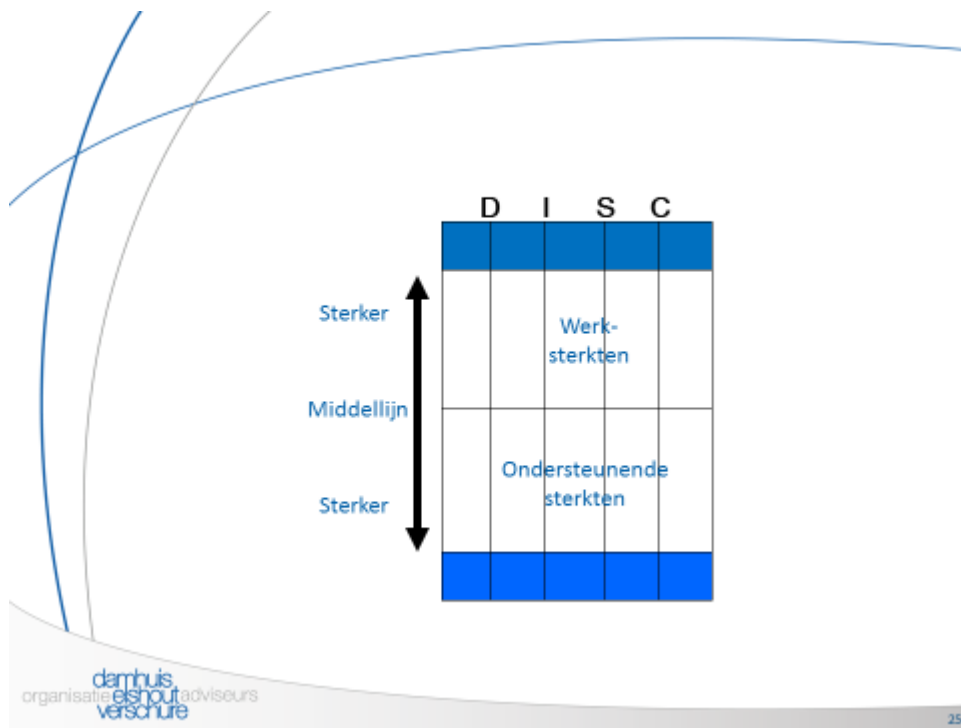 D I S C
Sterker
Werk-
sterkten
Middellijn
Ondersteunende
sterkten
Sterker
damhuis
organisatie elshout adviseurs
verschure
25